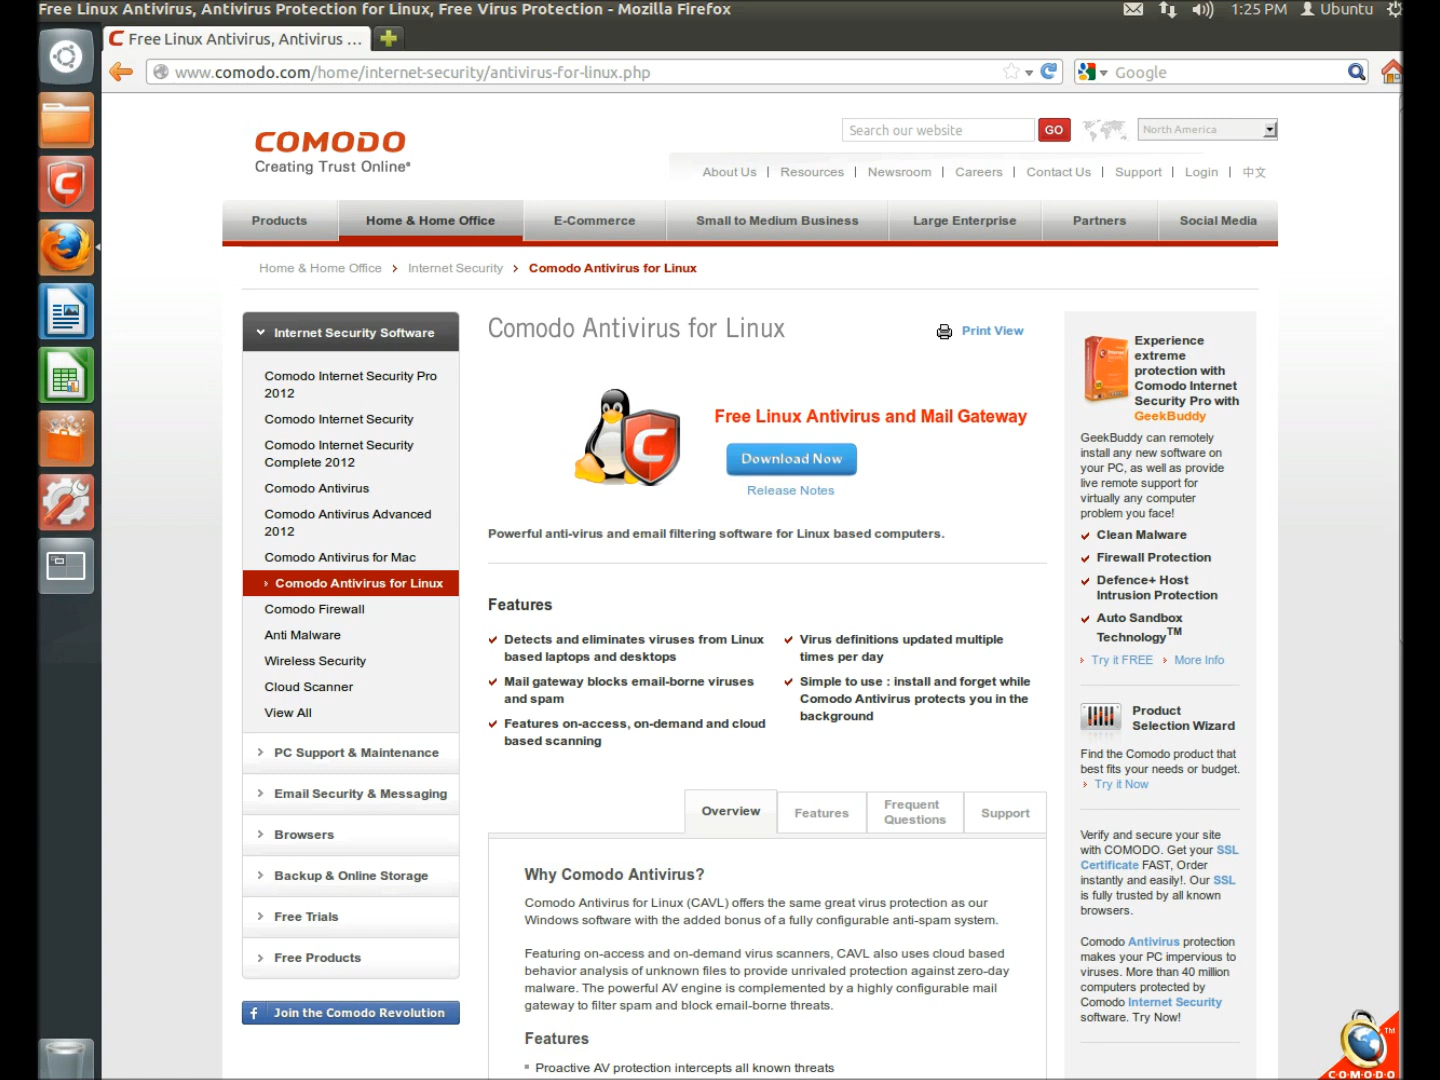 Free Linux Antivirus, Antivirus Protection for Linux, Free Virus Protection - Mozilla Firefox
1:25 PM Ubuntu
Free Linux Antivirus, Antivirus ...
www.comodo.com/home/internet-security/antivirus-for-linux.php
Google
COMODO
Creating Trust Online®
Search our website
GO
North America
About Us | Resources | Newsroom | Careers | Contact Us | Support | Login | 中文
Products
Home & Home Office
E-Commerce
Small to Medium Business
Large Enterprise
Partners
Social Media
Home & Home Office > Internet Security > Comodo Antivirus for Linux
Internet Security Software
Comodo Internet Security Pro
2012
Comodo Internet Security
Comodo Internet Security
Complete 2012
Comodo Antivirus
Comodo Antivirus Advanced
2012
Comodo Antivirus for Mac
Comodo Antivirus for Linux
Comodo Firewall
Anti Malware
Wireless Security
Cloud Scanner
View All
PC Support & Maintenance
Email Security & Messaging
Browsers
Backup & Online Storage
Free Trials
Free Products
f Join the Comodo Revolution
Comodo Antivirus for Linux
Print View
C
Free Linux Antivirus and Mail Gateway
Download Now
Release Notes
Powerful anti-virus and email filtering software for Linux based computers.
Features
Detects and eliminates viruses from Linux
based laptops and desktops
Mail gateway blocks email-borne viruses
and spam
Features on-access, on-demand and cloud
based scanning
Virus definitions updated multiple
times per day
Simple to use : install and forget while
Comodo Antivirus protects you in the
background
Overview
Features
Frequent
Questions
Support
Why Comodo Antivirus?
Comodo Antivirus for Linux (CAVL) offers the same great virus protection as our
Windows software with the added bonus of a fully configurable anti-spam system.
Featuring on-access and on-demand virus scanners, CAVL also uses cloud based
behavior analysis of unknown files to provide unrivaled protection against zero-day
malware. The powerful AV engine is complemented by a highly configurable mail
gateway to filter spam and block email-borne threats.
Features
Proactive AV protection intercepts all known threats
Experience
extreme
protection with
Comodo Internet
Security Pro with
GeekBuddy
GeekBuddy can remotely
install any new software on
your PC, as well as provide
live remote support for
virtually any computer
problem you face!
Clean Malware
Firewall Protection
Defence+ Host
Intrusion Protection
Auto Sandbox
Technology™
Try it FREE
More Info
Product
Selection Wizard
Find the Comodo product that
best fits your needs or budget.
Try it Now
Verify and secure your site
with COMODO. Get your SSL
Certificate FAST, Order
instantly and easily!. Our SSL
is fully trusted by all known
browsers.
Comodo Antivirus protection
makes your PC impervious to
viruses. More than 40 million
computers protected by
Comodo Internet Security
software. Try Now!
TM
C·O·M·O·D·O